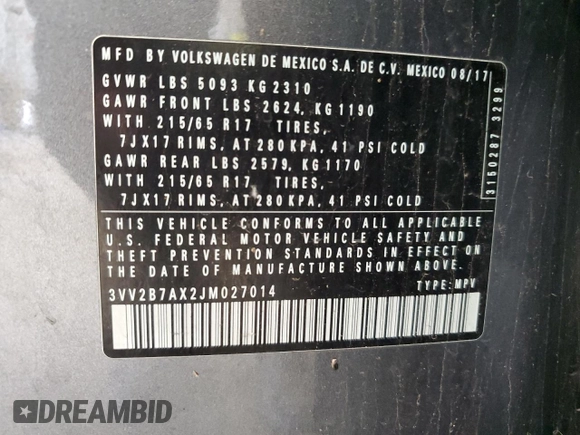 MFD BY VOLKSWAGEN DE MEXICO S.A. DE C.V. MEXICO 08/17
GVWR LBS 5093 KG 2310
GAWR FRONT LBS 2624, KG 1190
WITH 215/65 R17 TIRES,
7JX17 RIMS, AT 280 KPA, 41 PSI COLD
GAWR REAR LBS 2579, KG 1170
WITH 215/65 R17 TIRES,
7JX17 RIMS, AT 280 KPA, 41 PSI COLD
3150287 3299
THIS VEHICLE CONFORMS TO ALL APPLICABLE
U.S. FEDERAL MOTOR VEHICLE SAFETY AND
THEFT PREVENTION STANDARDS IN EFFECT ON
THE DATE OF MANUFACTURE SHOWN ABOVE.
3VV2B7AX2JM027014 TYPE: MPV
DREAMBID